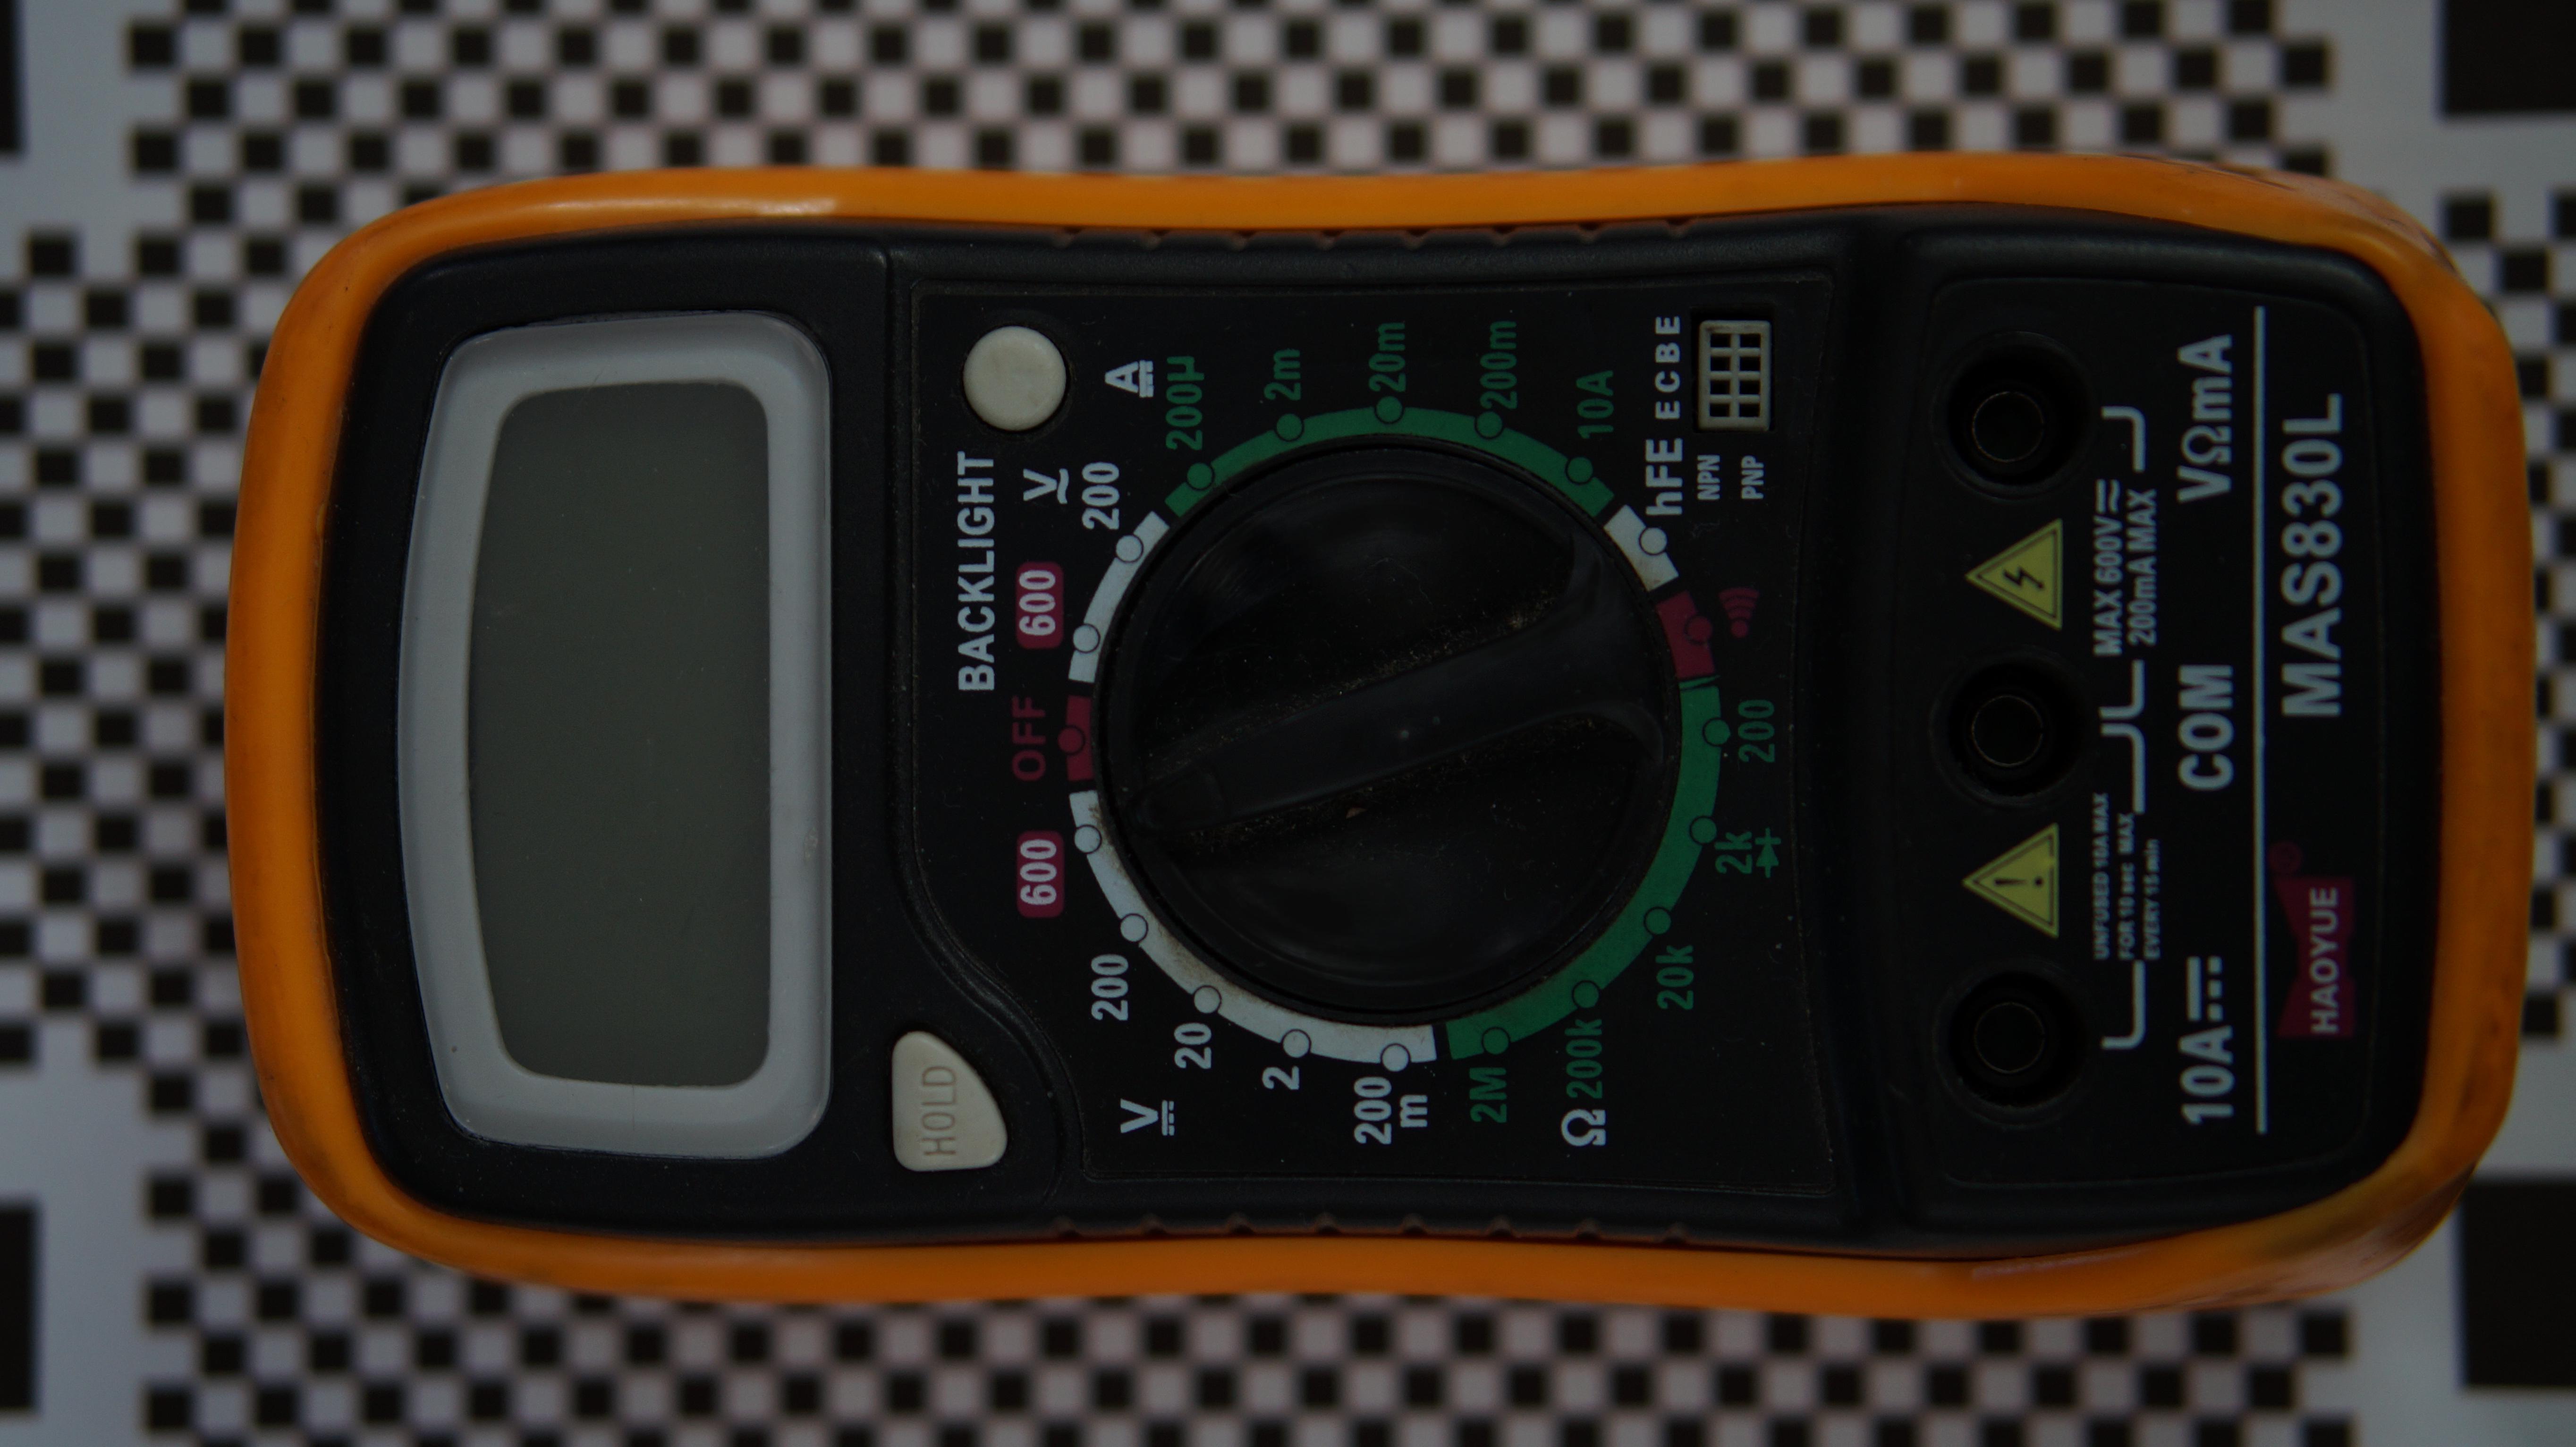 HOLD
BACKLIGHT
V⎓
200
20
2
200
m
600
OFF
600
V~
200
A⎓
200μ
2m
20m
200m
10A
hFE
E C B E
NPN
PNP
200
2k
20k
200k
2M
Ω
MAX 600V
200mA MAX
UNFUSED 10A MAX
FOR 10 sec MAX
EVERY 15 min
10A⎓
COM
VΩmA
HAOYUE®
MAS830L